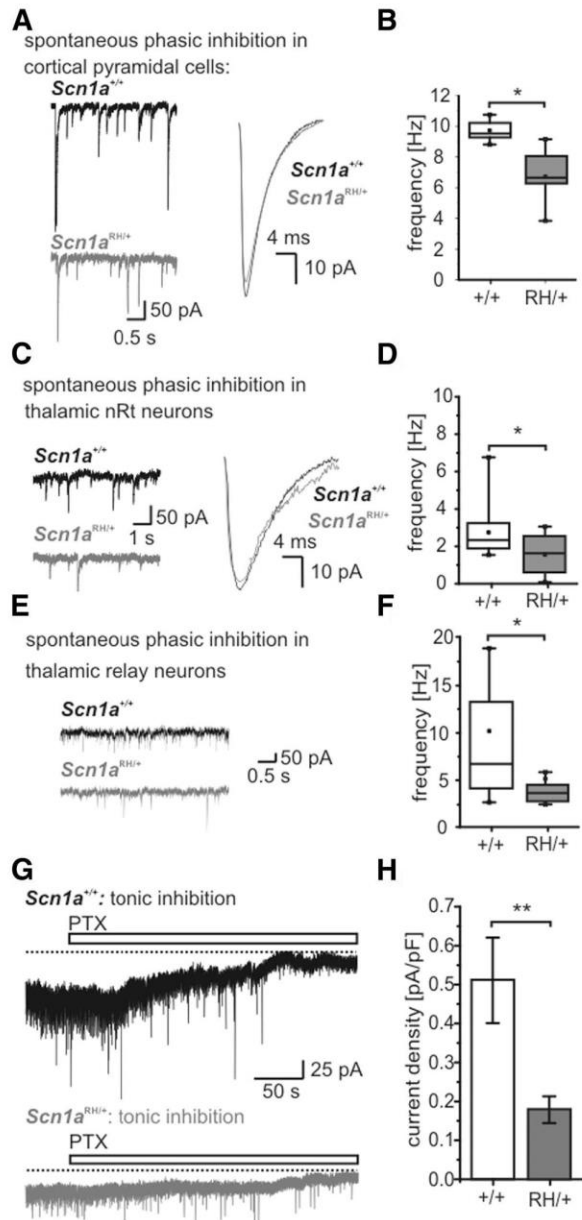 A
spontaneous phasic inhibition in
cortical pyramidal cells:
Scn1a+/+
Scn1aRH/+
50 pA
0.5 s
Scn1a+/+
Scn1aRH/+
4 ms
10 pA
B
frequency [Hz]
12
10
8
6
4
2
0
*
+/+
RH/+
C
spontaneous phasic inhibition in
thalamic nRt neurons
Scn1a+/+
50 pA
1 s
Scn1aRH/+
Scn1a+/+
Scn1aRH/+
4 ms
10 pA
D
frequency [Hz]
10
8
6
4
2
0
*
+/+
RH/+
E
spontaneous phasic inhibition in
thalamic relay neurons
Scn1a+/+
Scn1aRH/+
50 pA
0.5 s
F
frequency [Hz]
20
15
10
5
0
*
+/+
RH/+
G
Scn1a+/+: tonic inhibition
PTX
25 pA
50 s
Scn1aRH/+: tonic inhibition
PTX
H
current density [pA/pF]
0.7
0.6
0.5
0.4
0.3
0.2
0.1
0.0
**
+/+
RH/+